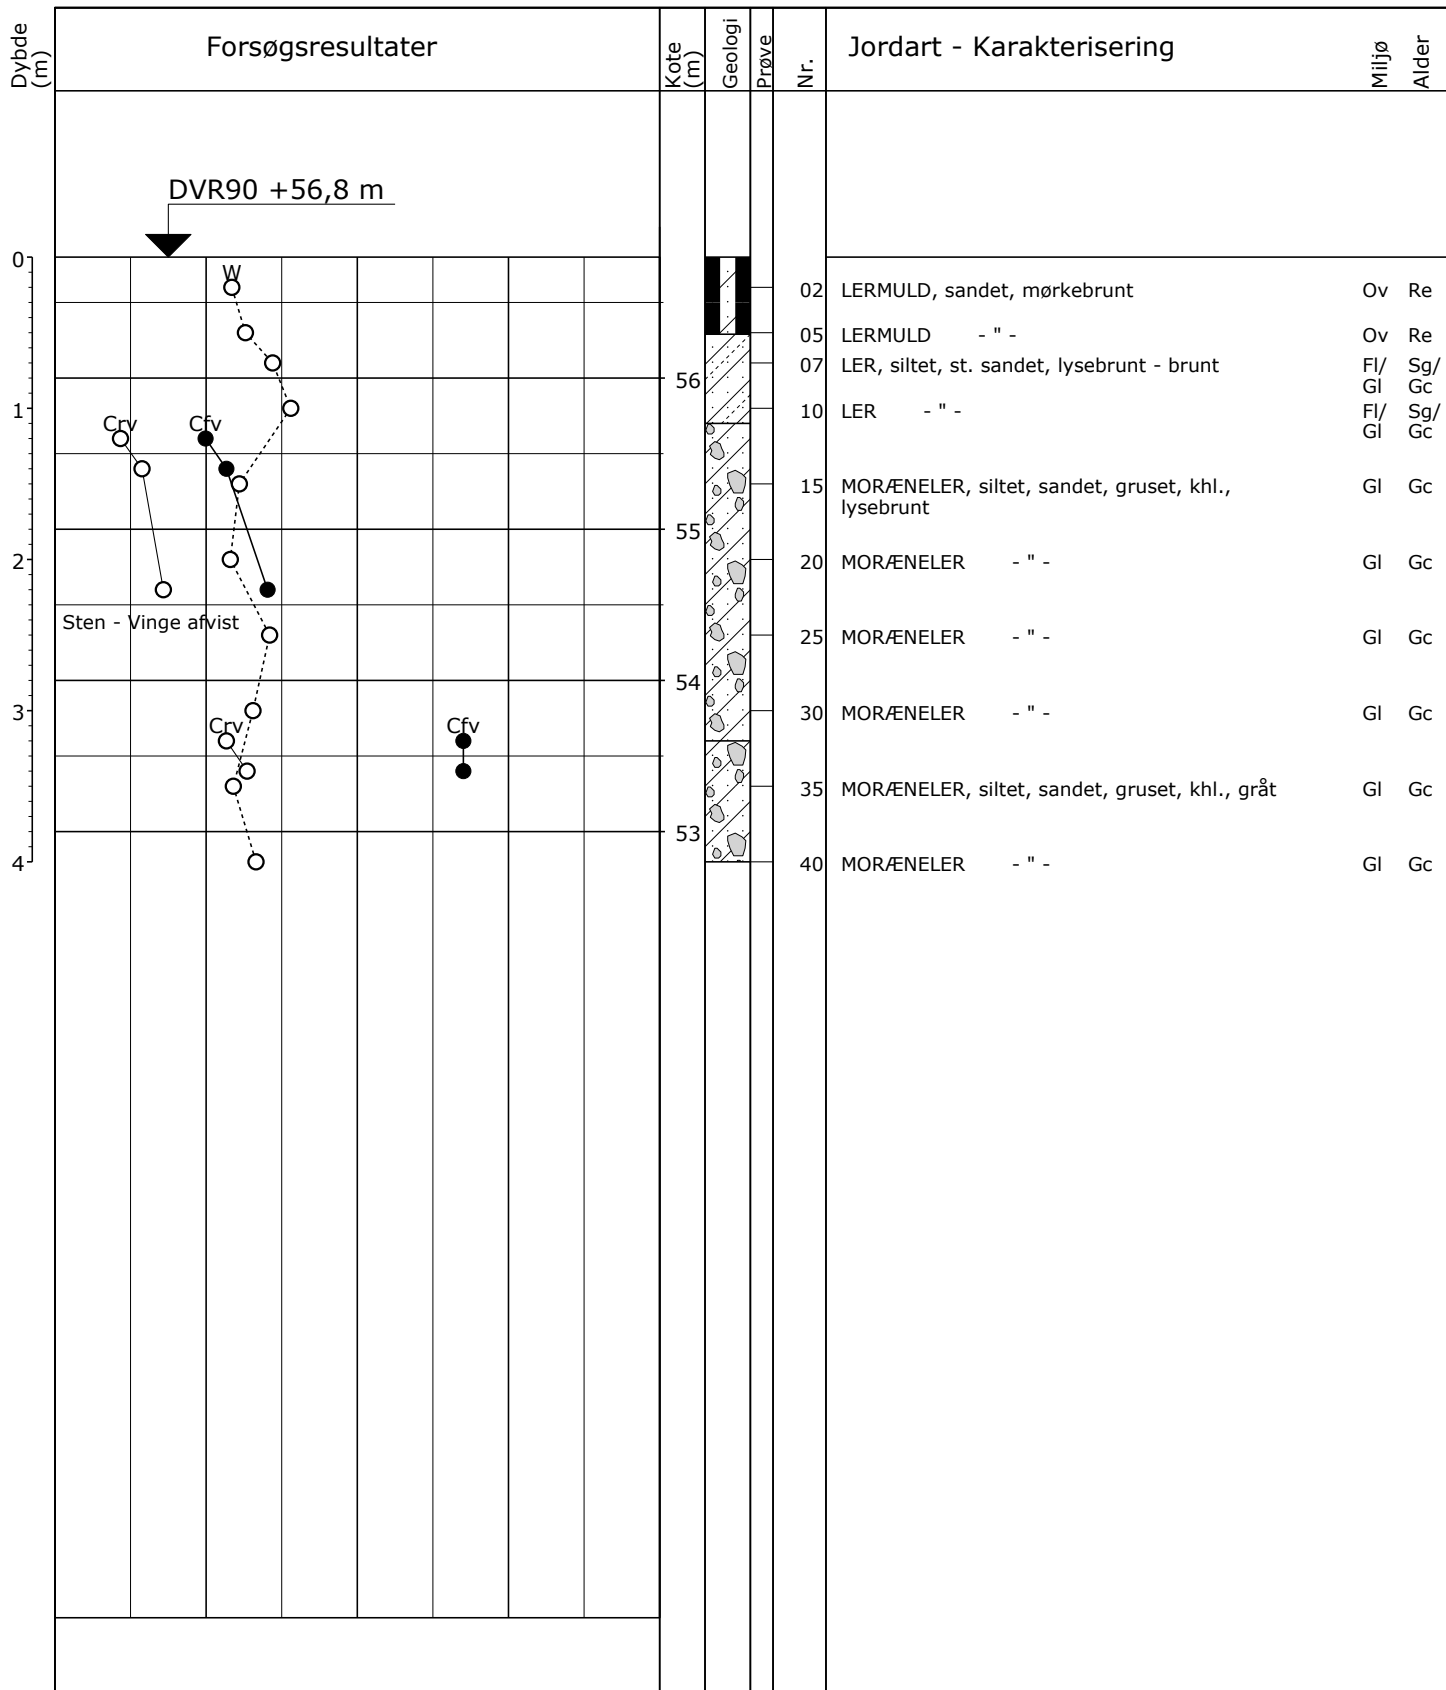 Dybde (m)
Forsøgsresultater
Kote (m)
Geologi
Prøve
Nr.
Jordart - Karakterisering
Miljø
Alder
DVR90 +56,8 m
0
W
02 LERMULD, sandet, mørkebrunt Ov Re
05 LERMULD - " - Ov Re
07 LER, siltet, st. sandet, lysebrunt - brunt Fl/ Sg/
Gl Gc
56
1
10 LER - " - Fl/ Sg/
Gl Gc
Crv Cfv
15 MORÆNELER, siltet, sandet, gruset, khl., Gl Gc
lysebrunt
55
2
20 MORÆNELER - " - Gl Gc
Sten - Vinge afvist
25 MORÆNELER - " - Gl Gc
54
3
30 MORÆNELER - " - Gl Gc
Crv Cfv
35 MORÆNELER, siltet, sandet, gruset, khl., gråt Gl Gc
53
4
40 MORÆNELER - " - Gl Gc